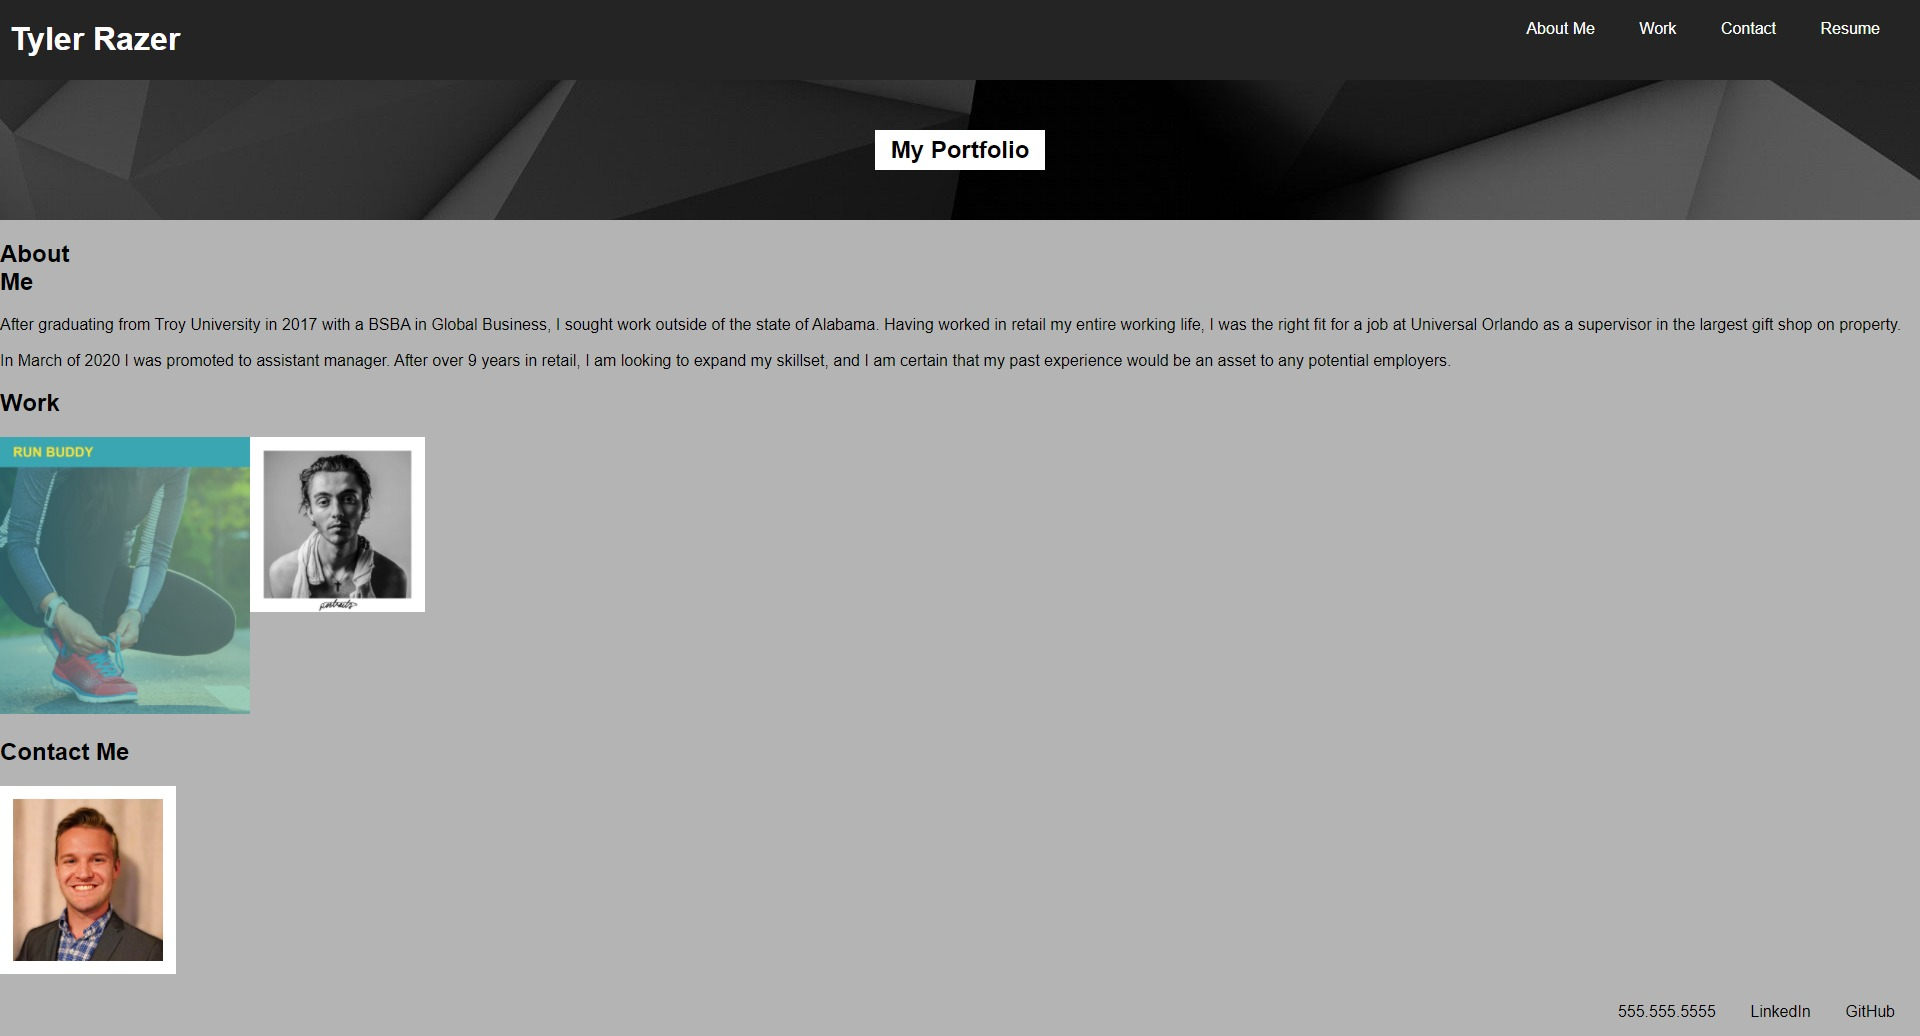 Tyler Razer
About Me Work Contact Resume
My Portfolio
About
Me
After graduating from Troy University in 2017 with a BSBA in Global Business, I sought work outside of the state of Alabama. Having worked in retail my entire working life, I was the right fit for a job at Universal Orlando as a supervisor in the largest gift shop on property.
In March of 2020 I was promoted to assistant manager. After over 9 years in retail, I am looking to expand my skillset, and I am certain that my past experience would be an asset to any potential employers.
Work
RUN BUDDY
portraits
Contact Me
555.555.5555 LinkedIn GitHub